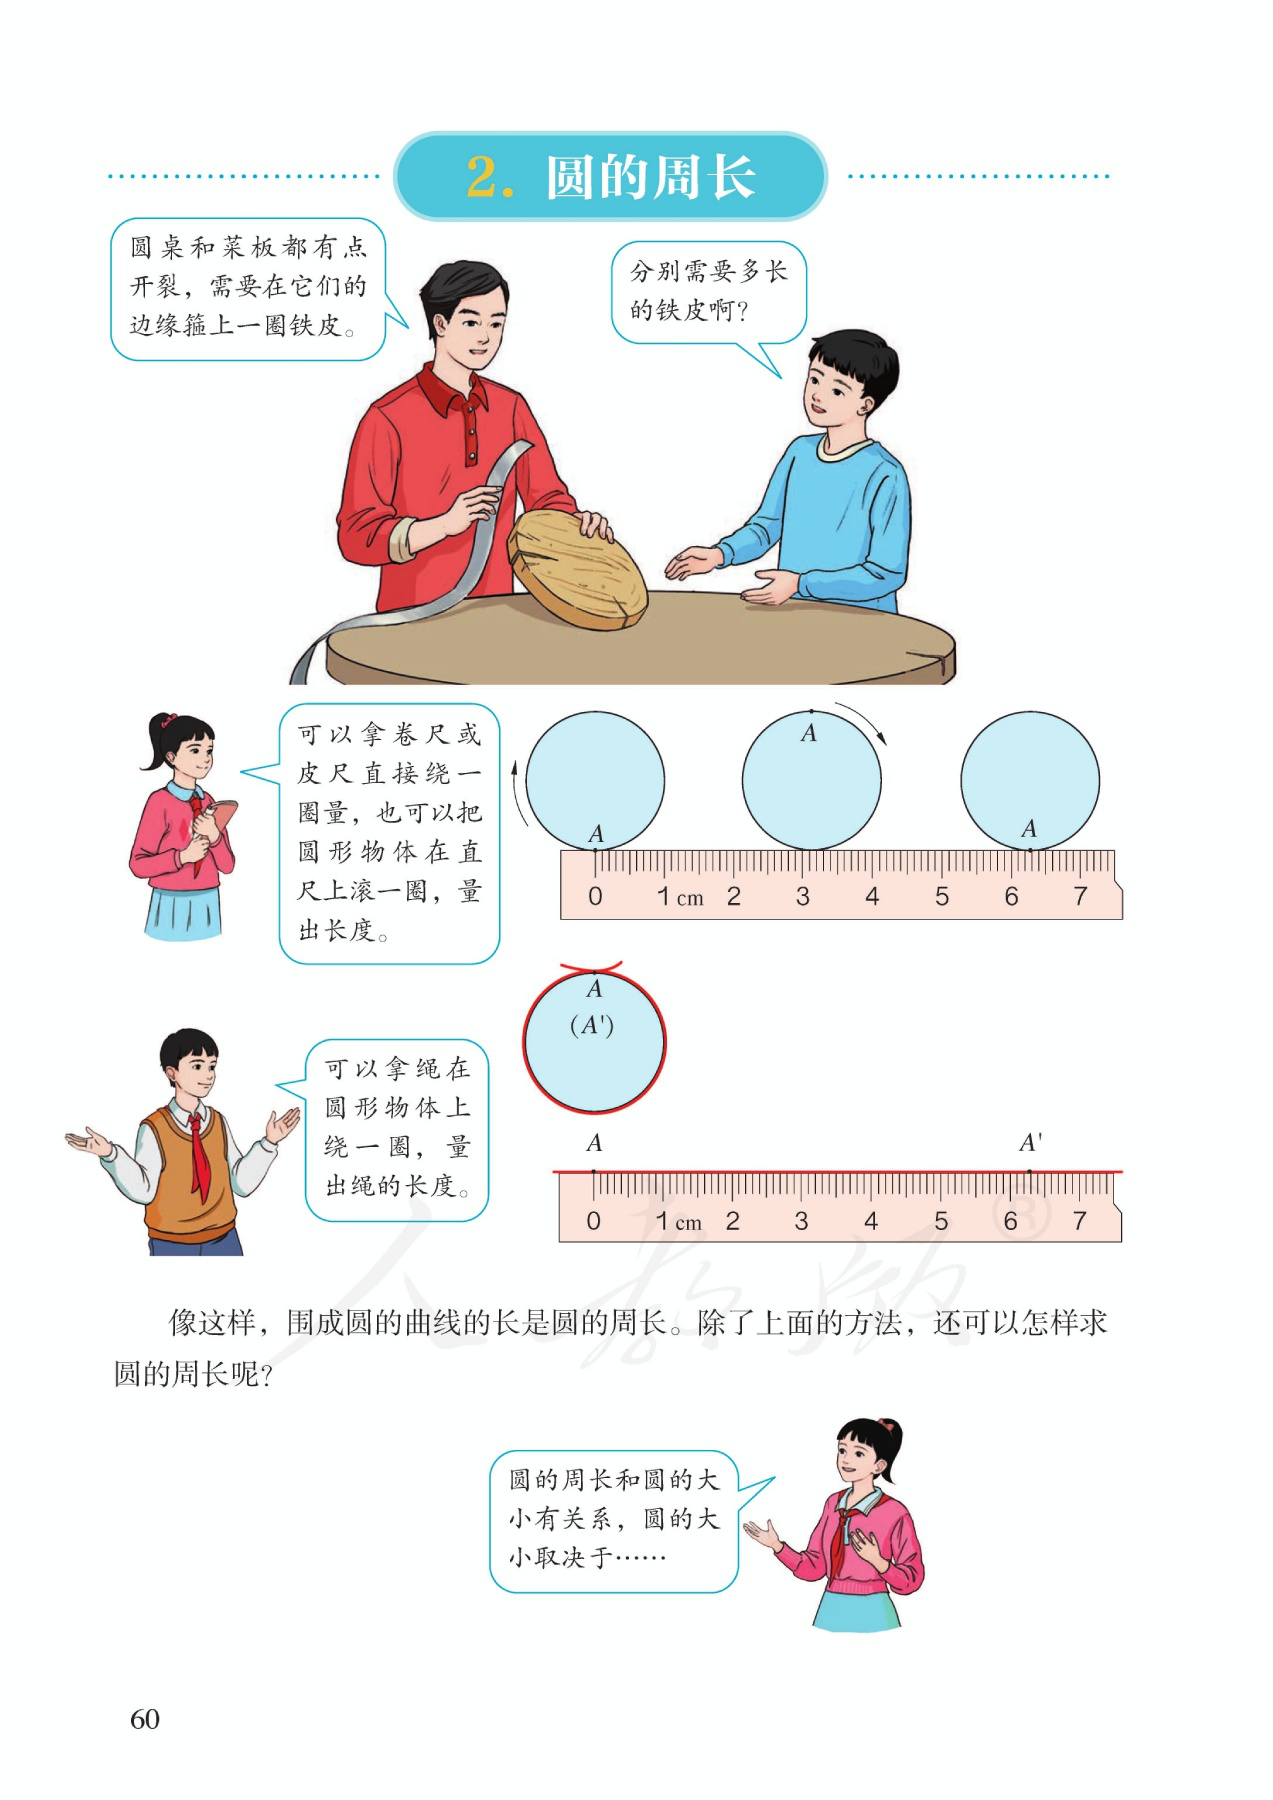 2. 圆的周长
圆桌和菜板都有点
开裂，需要在它们的
边缘箍上一圈铁皮。
分别需要多长
的铁皮啊？
可以拿卷尺或
皮尺直接绕一
圈量，也可以把
圆形物体在直
尺上滚一圈，量
出长度。
A
A
A
0 1 cm 2 3 4 5 6 7
A
(A')
可以拿绳在
圆形物体上
绕一圈，量
出绳的长度。
A A'
0 1 cm 2 3 4 5 6 7
人教版®
像这样，围成圆的曲线的长是圆的周长。除了上面的方法，还可以怎样求
圆的周长呢？
圆的周长和圆的大
小有关系，圆的大
小取决于……
60